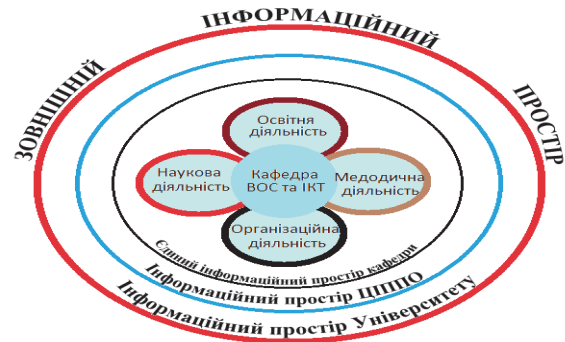 ЗОВНІШНІЙ ІНФОРМАЦІЙНИЙ ПРОСТІР
Освітня
діяльність
Наукова
діяльність
Кафедра
ВОС та ІКТ
Медодична
діяльність
Організаційна
діяльність
Єдиний інформаційний простір кафедри
Інформаційний простір ЦІППО
Інформаційний простір Університету